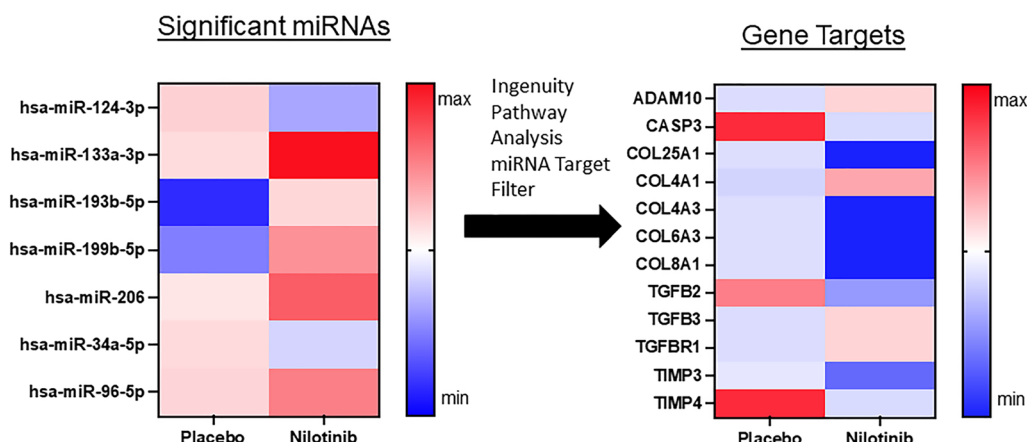 Significant miRNAs
hsa-miR-124-3p
hsa-miR-133a-3p
hsa-miR-193b-5p
hsa-miR-199b-5p
hsa-miR-206
hsa-miR-34a-5p
hsa-miR-96-5p
Placebo Nilotinib
max
min
Ingenuity
Pathway
Analysis
miRNA Target
Filter
Gene Targets
ADAM10
CASP3
COL25A1
COL4A1
COL4A3
COL6A3
COL8A1
TGFB2
TGFB3
TGFBR1
TIMP3
TIMP4
Placebo Nilotinib
max
min